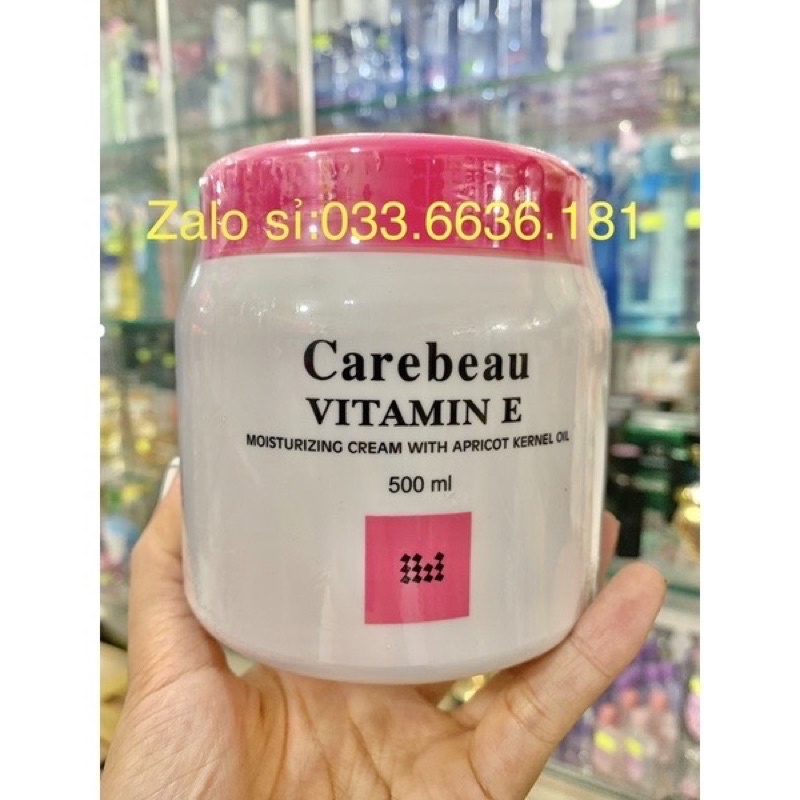 Zalo sỉ:033.6636.181
Carebeau
VITAMIN E
MOISTURIZING CREAM WITH APRICOT KERNEL OIL
500 ml